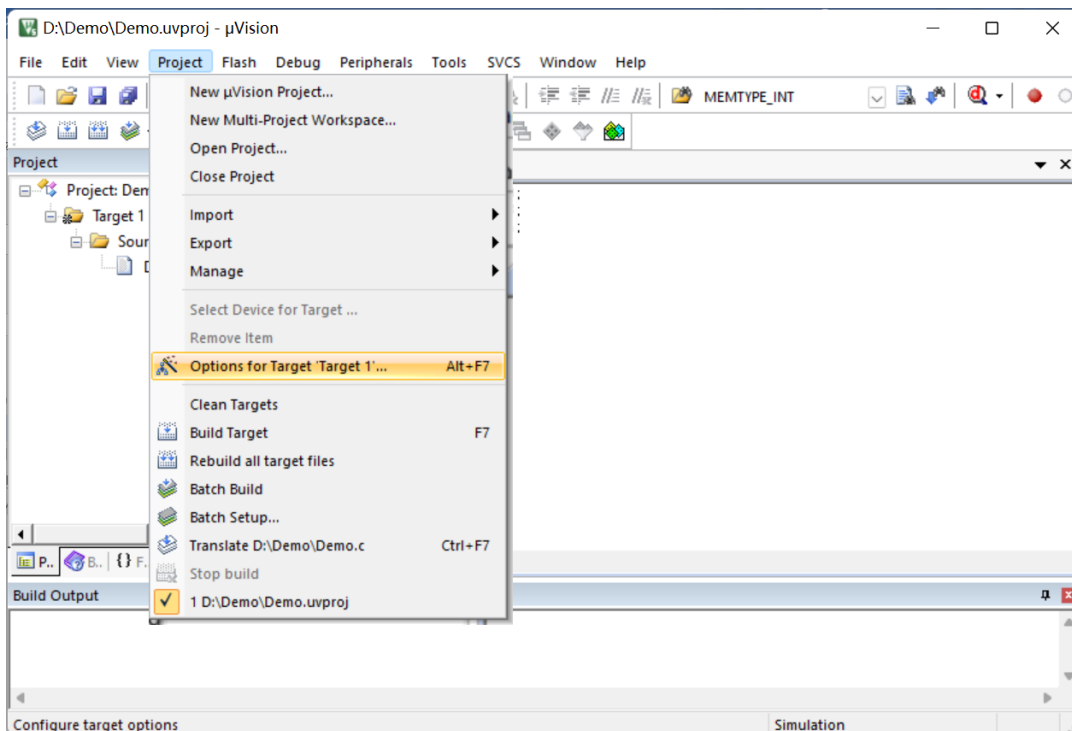 D:\Demo\Demo.uvproj - µVision
File Edit View Project Flash Debug Peripherals Tools SVCS Window Help
MEMTYPE_INT
New µVision Project...
New Multi-Project Workspace...
Open Project...
Close Project
Import
Export
Manage
Select Device for Target ...
Remove Item
Options for Target 'Target 1'... Alt+F7
Clean Targets
Build Target F7
Rebuild all target files
Batch Build
Batch Setup...
Translate D:\Demo\Demo.c Ctrl+F7
Stop build
1 D:\Demo\Demo.uvproj
Project
Project: Dem
Target 1
Sour
D
P.. B.. {} F..
Build Output
Configure target options
Simulation